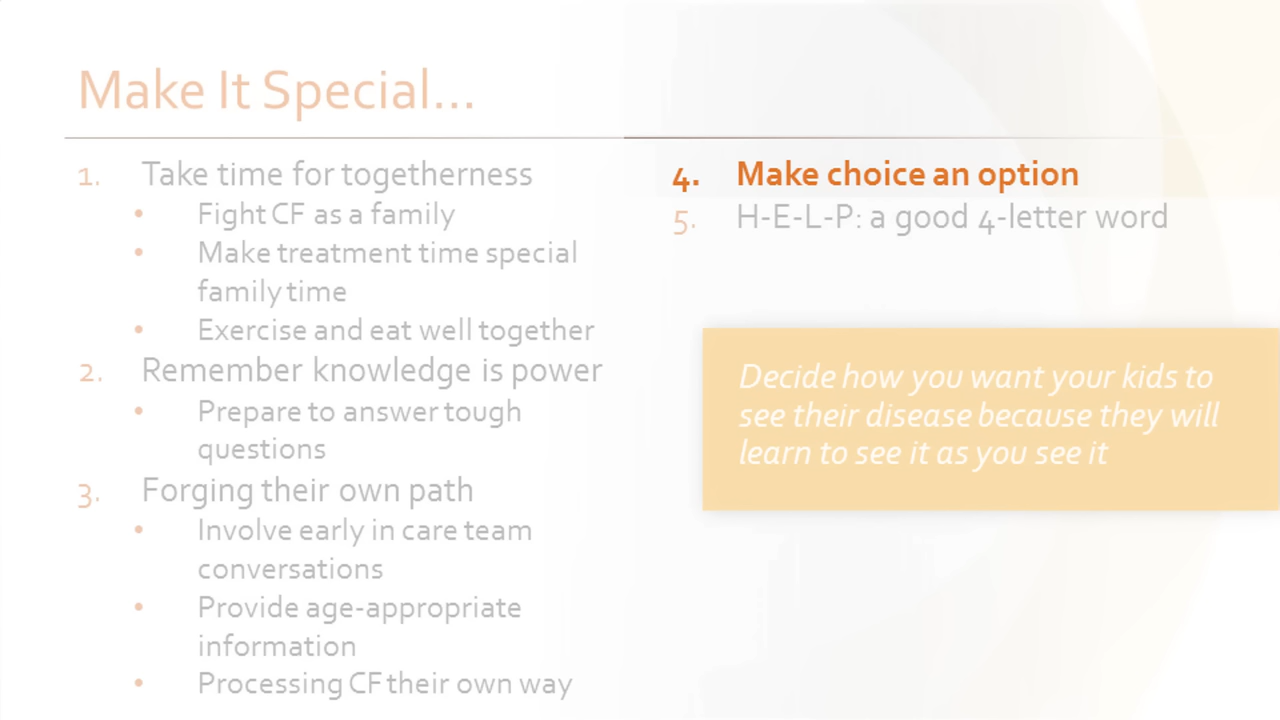 Make It Special...
1. Take time for togetherness
• Fight CF as a family
• Make treatment time special
family time
• Exercise and eat well together
2. Remember knowledge is power
• Prepare to answer tough
questions
3. Forging their own path
• Involve early in care team
conversations
• Provide age-appropriate
information
• Processing CF their own way
4. Make choice an option
5. H-E-L-P: a good 4-letter word
Decide how you want your kids to
see their disease because they will
learn to see it as you see it